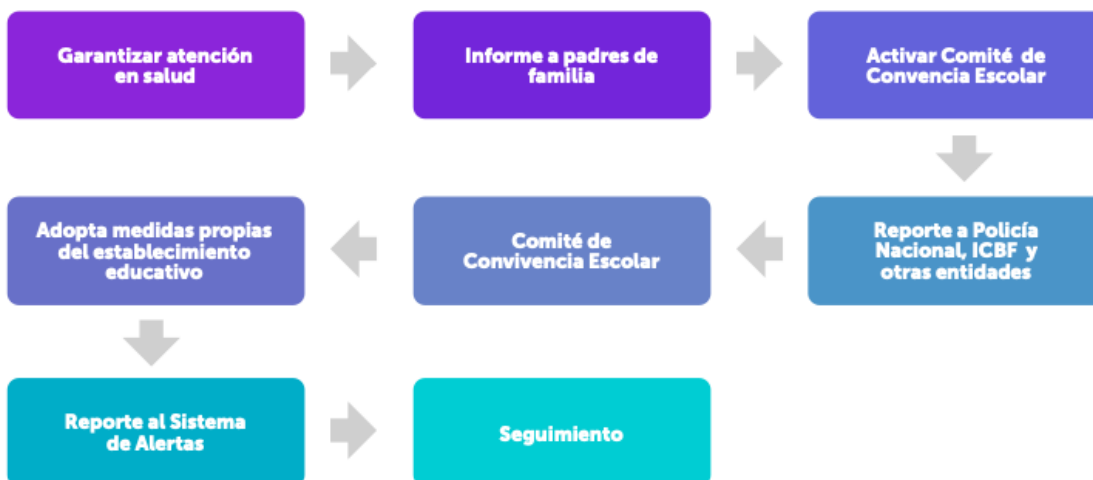 Garantizar atención
en salud
Informe a padres de
familia
Activar Comité de
Convencia Escolar
Reporte a Policía
Nacional, ICBF y
otras entidades
Comité de
Convivencia Escolar
Adopta medidas propias
del establecimiento
educativo
Reporte al Sistema
de Alertas
Seguimiento